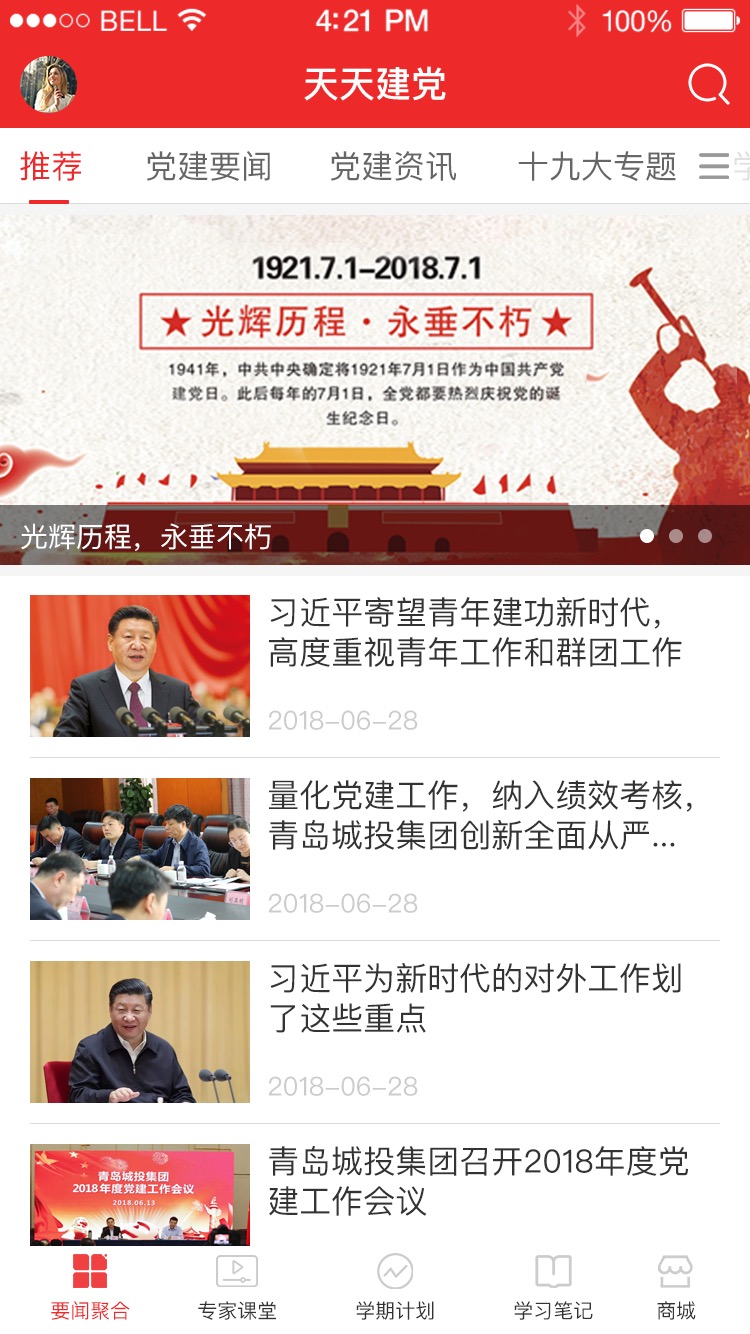 BELL 4:21 PM 100%
天天建党
推荐 党建要闻 党建资讯 十九大专题
1921.7.1-2018.7.1
★光辉历程·永垂不朽★
1941年，中共中央确定将1921年7月1日作为中国共产党
建党日。此后每年的7月1日，全党都要热烈庆祝党的诞
生纪念日。
光辉历程，永垂不朽
习近平寄望青年建功新时代，
高度重视青年工作和群团工作
2018-06-28
量化党建工作，纳入绩效考核，
青岛城投集团创新全面从严...
2018-06-28
习近平为新时代的对外工作划
了这些重点
2018-06-28
青岛城投集团
2018年度党建工作会议
2018.06.13
青岛城投集团召开2018年度党
建工作会议
要闻聚合 专家课堂 学期计划 学习笔记 商城